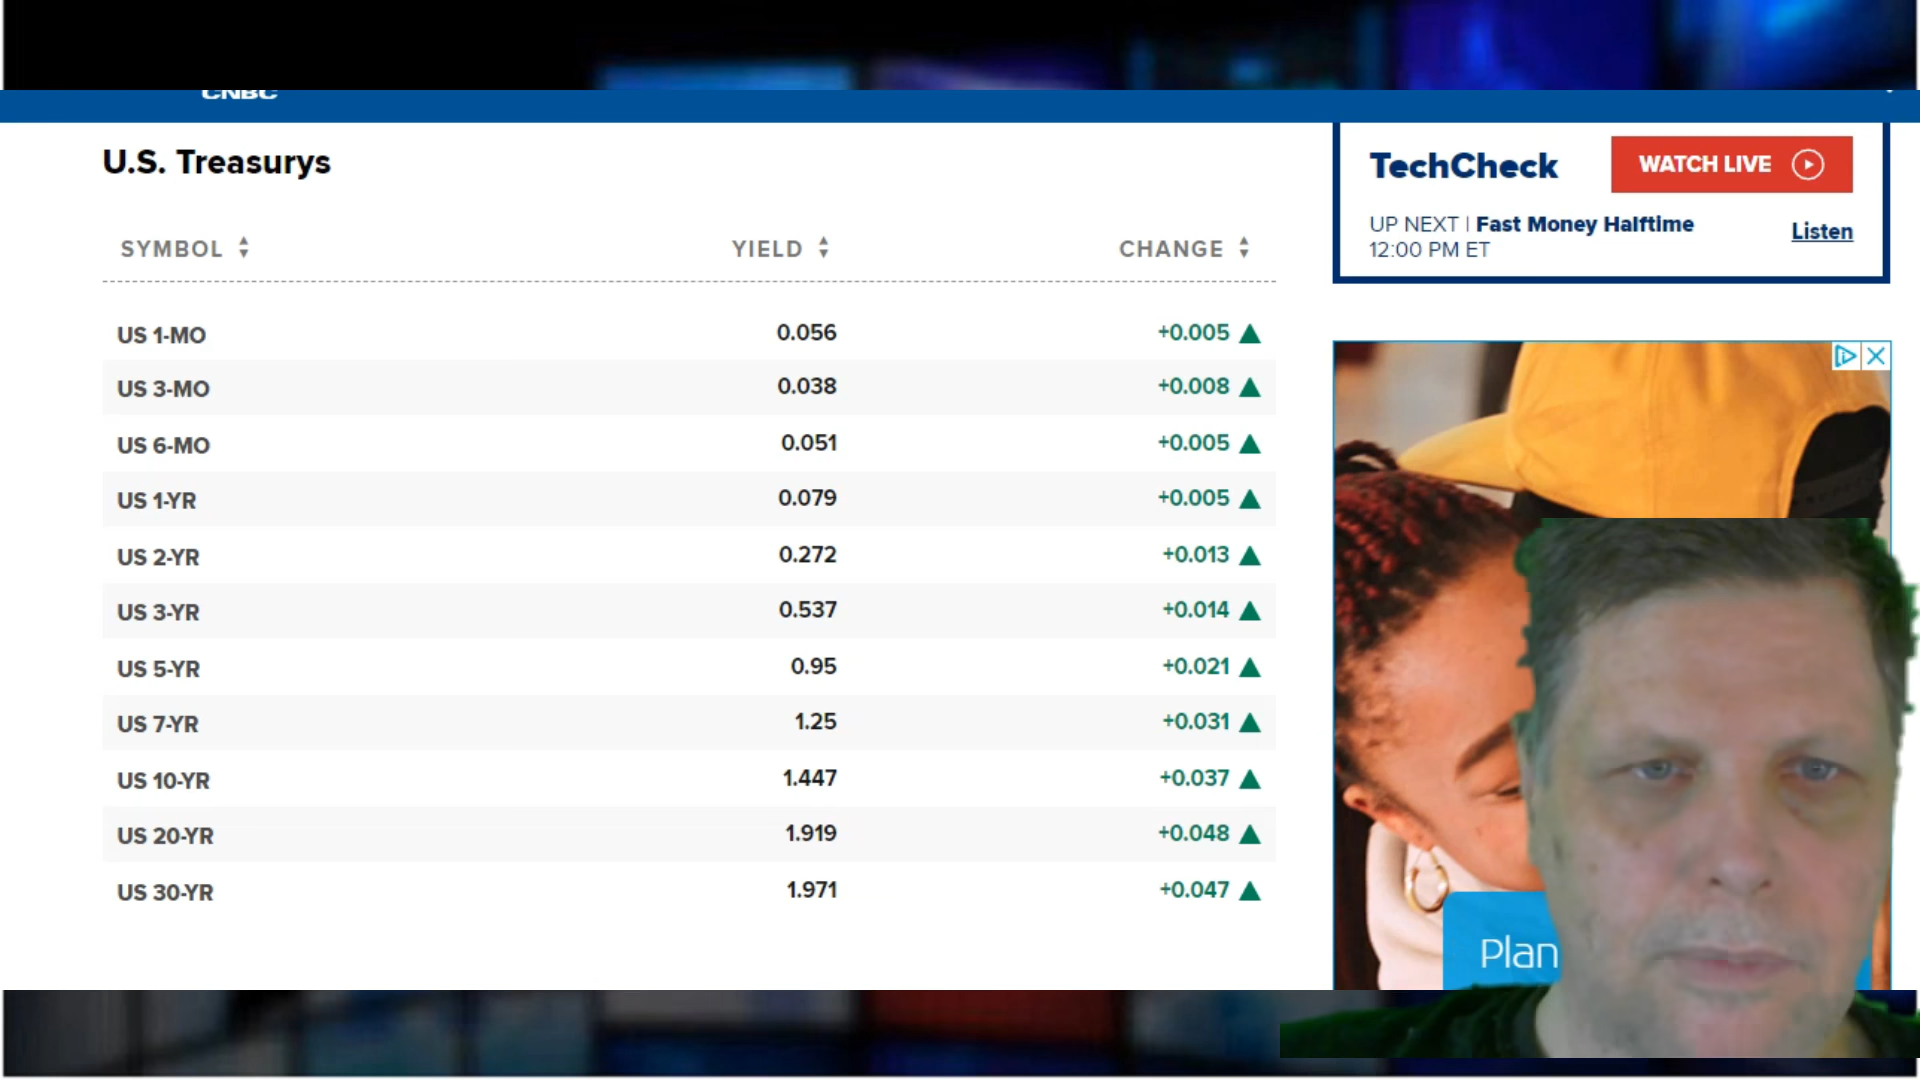 CNBC
U.S. Treasurys
SYMBOL YIELD CHANGE
US 1-MO 0.056 +0.005
US 3-MO 0.038 +0.008
US 6-MO 0.051 +0.005
US 1-YR 0.079 +0.005
US 2-YR 0.272 +0.013
US 3-YR 0.537 +0.014
US 5-YR 0.95 +0.021
US 7-YR 1.25 +0.031
US 10-YR 1.447 +0.037
US 20-YR 1.919 +0.048
US 30-YR 1.971 +0.047
TechCheck WATCH LIVE
UP NEXT | Fast Money Halftime
12:00 PM ET
Listen
Plan